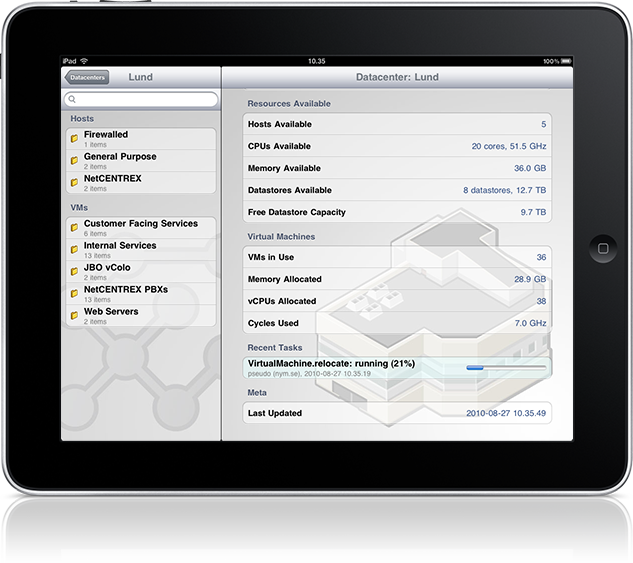 iPad 10.35 100%
Datacenters Lund
Datacenter: Lund
Hosts
Firewalled
1 items
General Purpose
2 items
NetCENTREX
2 items
VMs
Customer Facing Services
6 items
Internal Services
13 items
JBO vColo
2 items
NetCENTREX PBXs
13 items
Web Servers
2 items
Resources Available
Hosts Available 5
CPUs Available 20 cores, 51.5 GHz
Memory Available 36.0 GB
Datastores Available 8 datastores, 12.7 TB
Free Datastore Capacity 9.7 TB
Virtual Machines
VMs in Use 36
Memory Allocated 28.9 GB
vCPUs Allocated 38
Cycles Used 7.0 GHz
Recent Tasks
VirtualMachine.relocate: running (21%)
pseudo (nym.se), 2010-08-27 10.35.19
Meta
Last Updated 2010-08-27 10.35.49